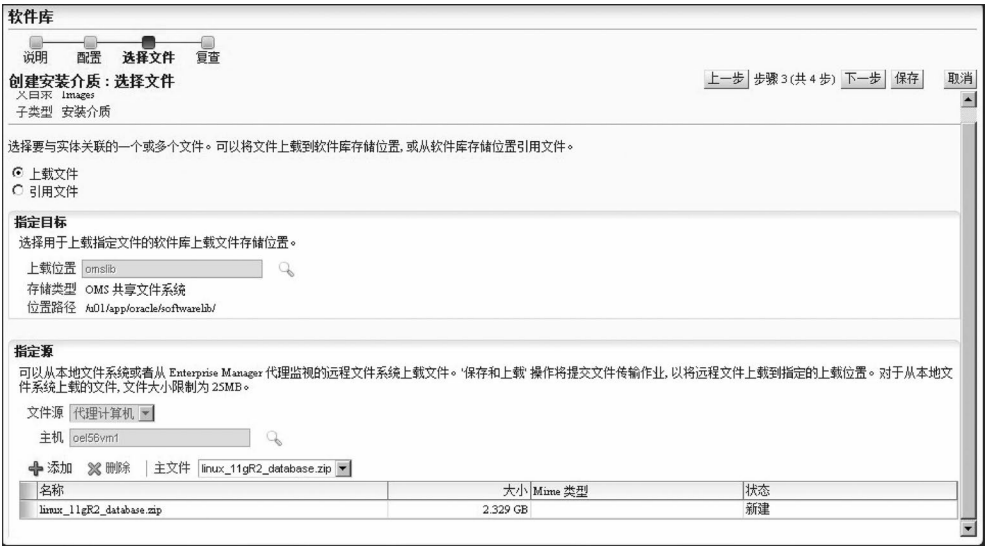 软件库
说明 配置 选择文件 复查
创建安装介质：选择文件 上一步 步骤 3 (共 4 步) 下一步 保存 取消
父目录 Images
子类型 安装介质
选择要与实体关联的一个或多个文件。可以将文件上载到软件库存储位置, 或从软件库存储位置引用文件。
上载文件
引用文件
指定目标
选择用于上载指定文件的软件库上载文件存储位置。
上载位置 omslib
存储类型 OMS 共享文件系统
位置路径 /u01/app/oracle/softwarelib/
指定源
可以从本地文件系统或者从 Enterprise Manager 代理监视的远程文件系统上载文件。'保存和上载' 操作将提交文件传输作业, 以将远程文件上载到指定的上载位置。对于从本地文
件系统上载的文件, 文件大小限制为 25MB。
文件源 代理计算机
主机 oel56vm1
添加 删除 主文件 linux_11gR2_database.zip
名称 大小 Mime 类型 状态
linux_11gR2_database.zip 2.329 GB 新建